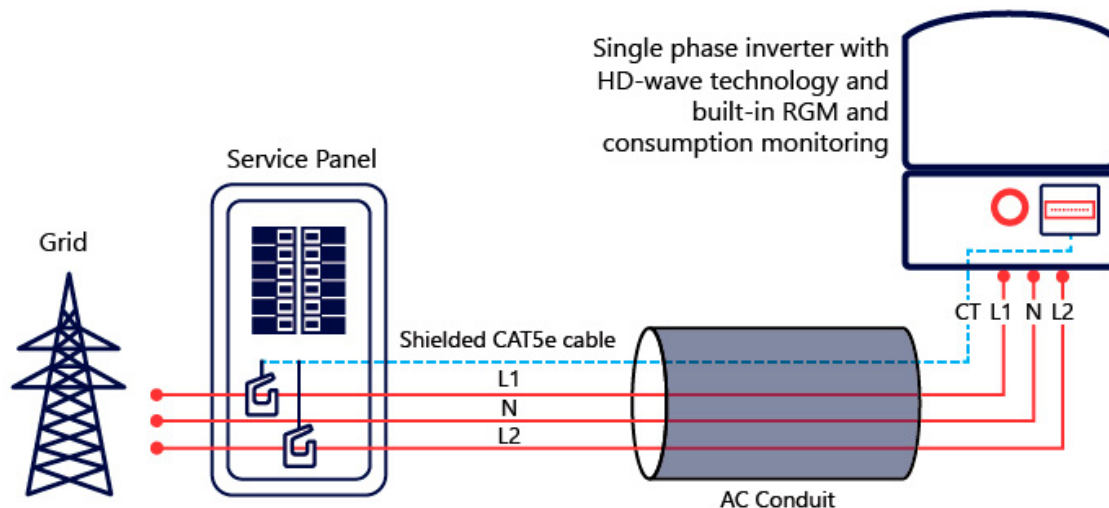 Single phase inverter with
HD-wave technology and
built-in RGM and
consumption monitoring
Service Panel
Grid
CT L1 N L2
Shielded CAT5e cable
L1
N
L2
AC Conduit